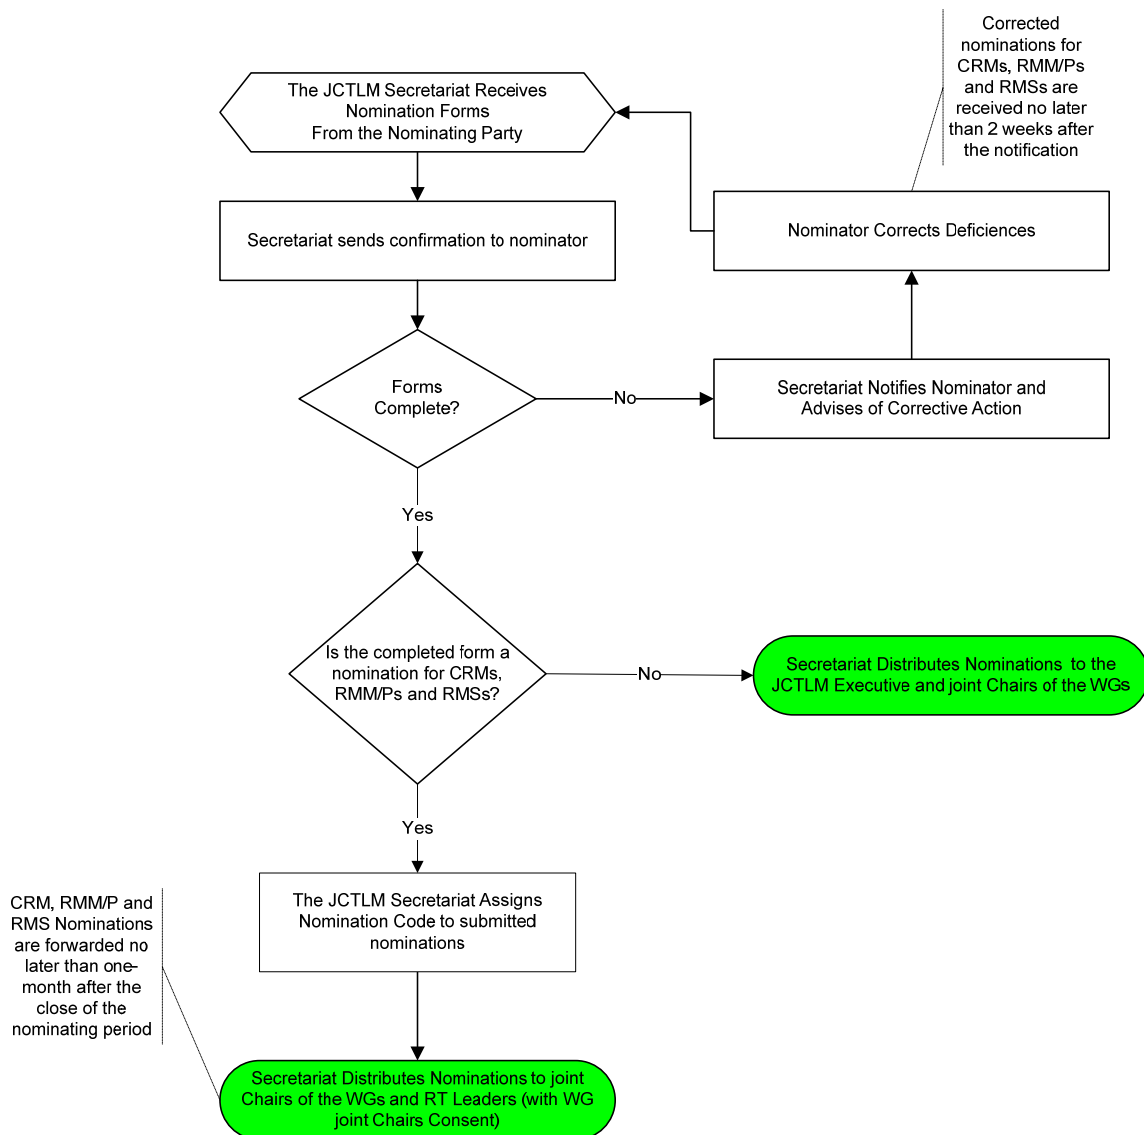 Corrected
nominations for
CRMs, RMM/Ps
and RMSs are
received no later
than 2 weeks after
the notification
The JCTLM Secretariat Receives
Nomination Forms
From the Nominating Party
Secretariat sends confirmation to nominator
Nominator Corrects Deficiences
Forms
Complete?
No
Secretariat Notifies Nominator and
Advises of Corrective Action
Yes
Is the completed form a
nomination for CRMs,
RMM/Ps and RMSs?
No
Secretariat Distributes Nominations to the
JCTLM Executive and joint Chairs of the WGs
Yes
The JCTLM Secretariat Assigns
Nomination Code to submitted
nominations
CRM, RMM/P and
RMS Nominations
are forwarded no
later than one-
month after the
close of the
nominating period
Secretariat Distributes Nominations to joint
Chairs of the WGs and RT Leaders (with WG
joint Chairs Consent)